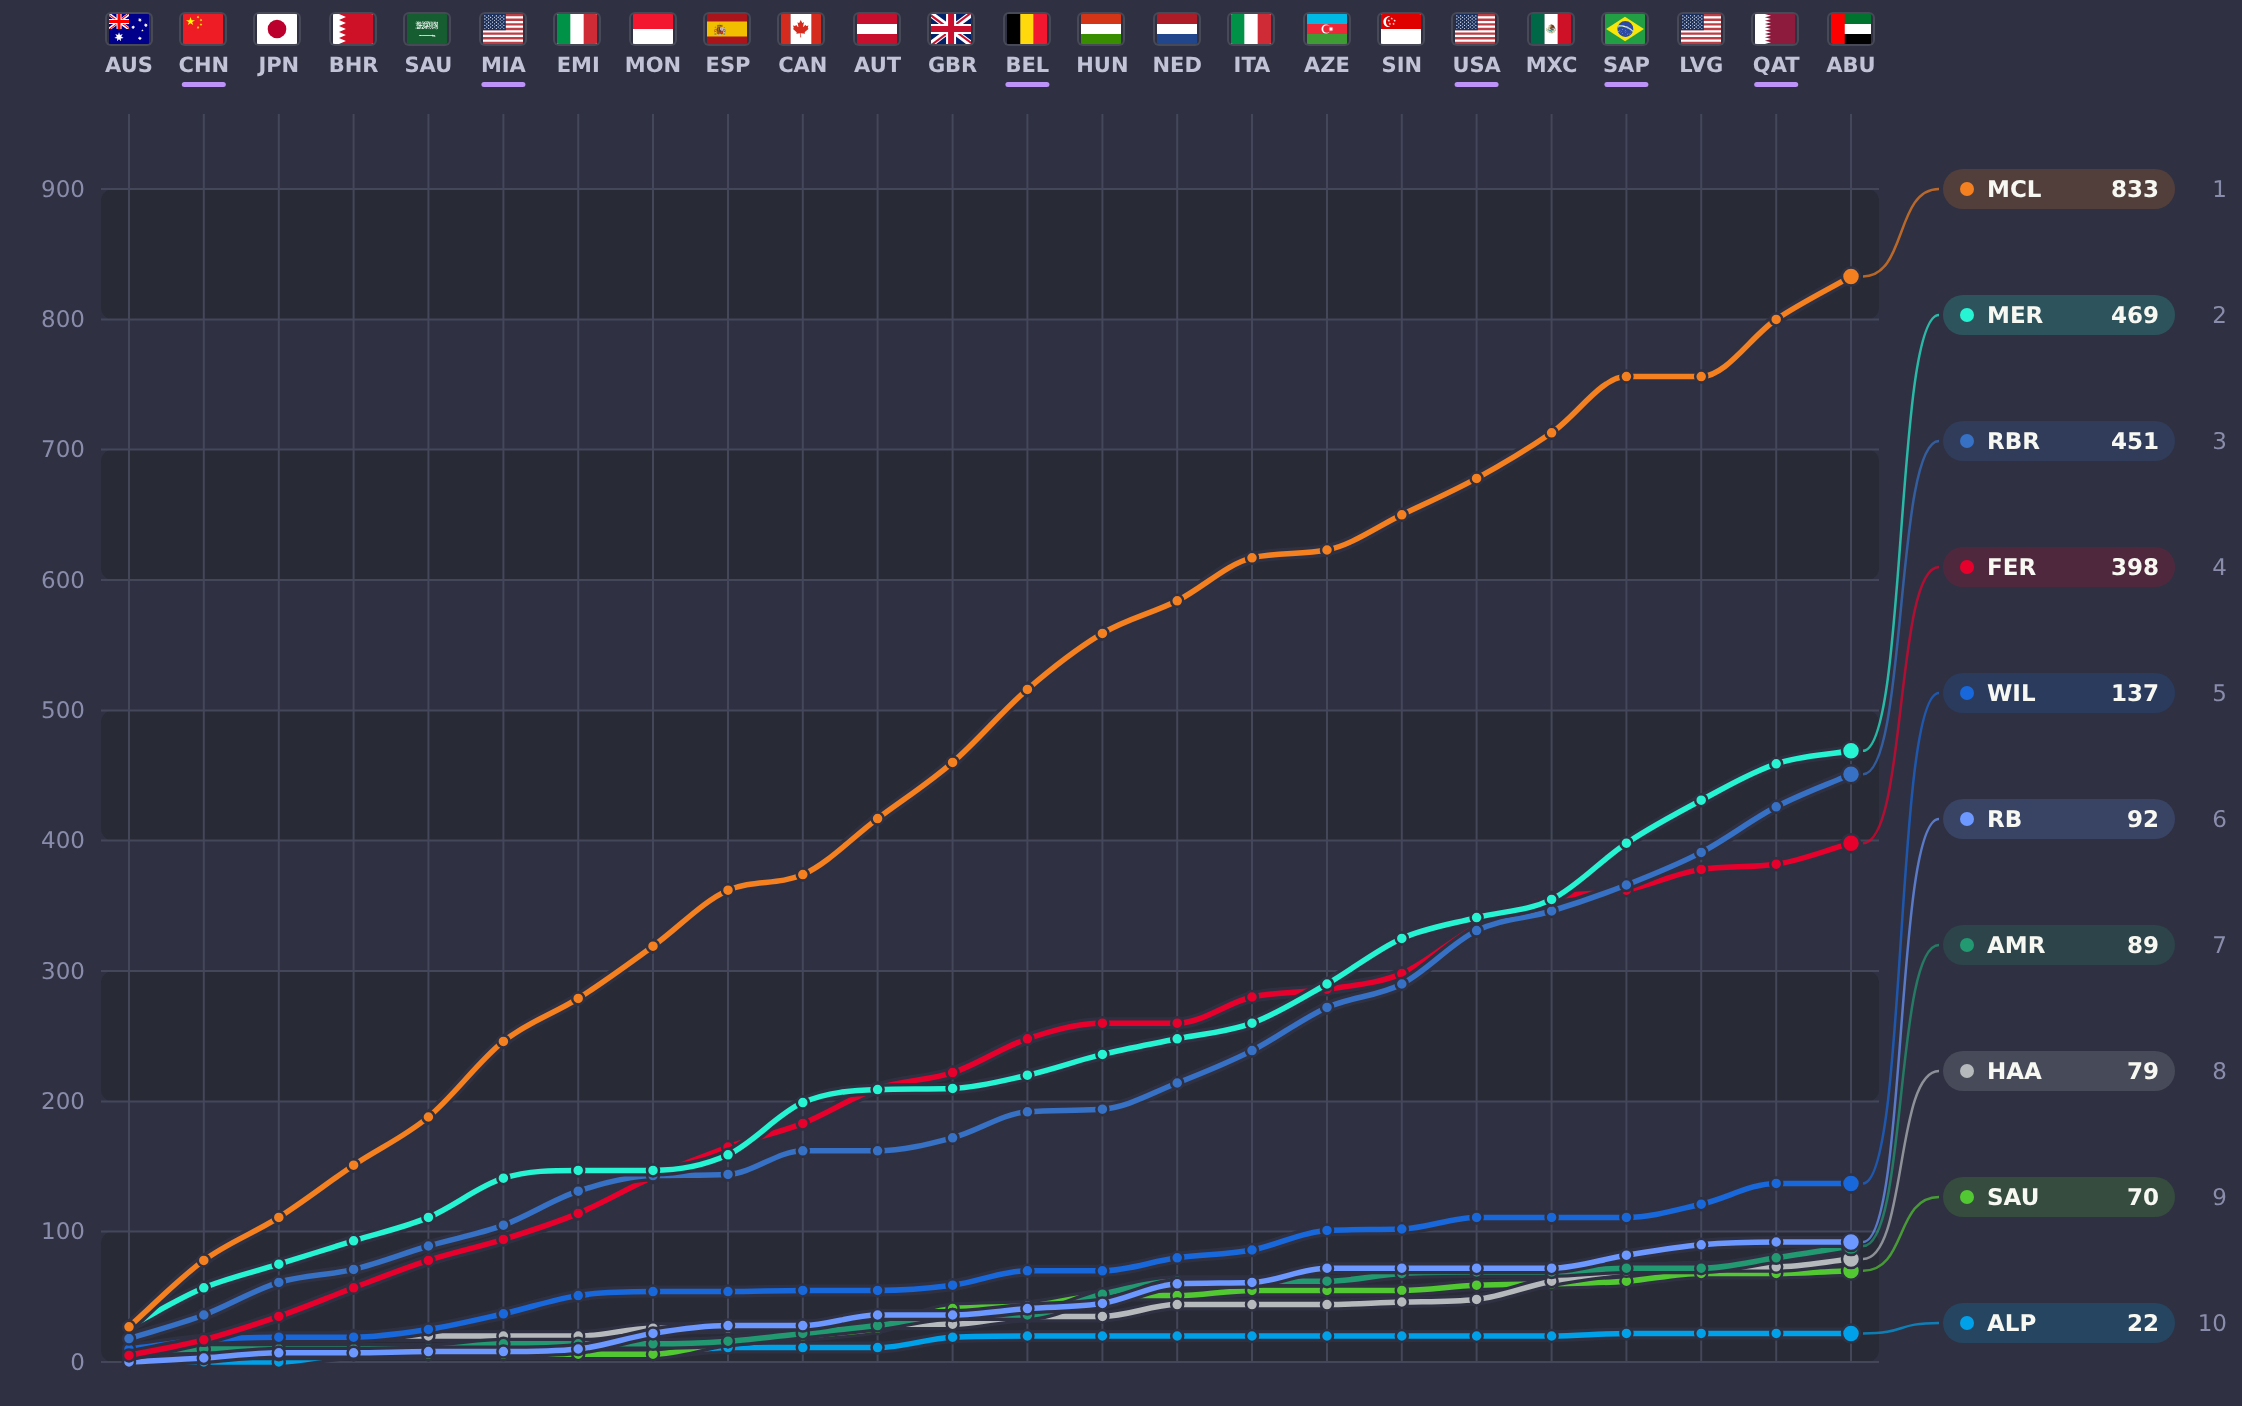 AUS CHN JPN BHR SAU MIA EMI MON ESP CAN AUT GBR BEL HUN NED ITA AZE SIN USA MXC SAP LVG QAT ABU
900
800
700
600
500
400
300
200
100
0
MCL 833 1
MER 469 2
RBR 451 3
FER 398 4
WIL 137 5
RB 92 6
AMR 89 7
HAA 79 8
SAU 70 9
ALP 22 10